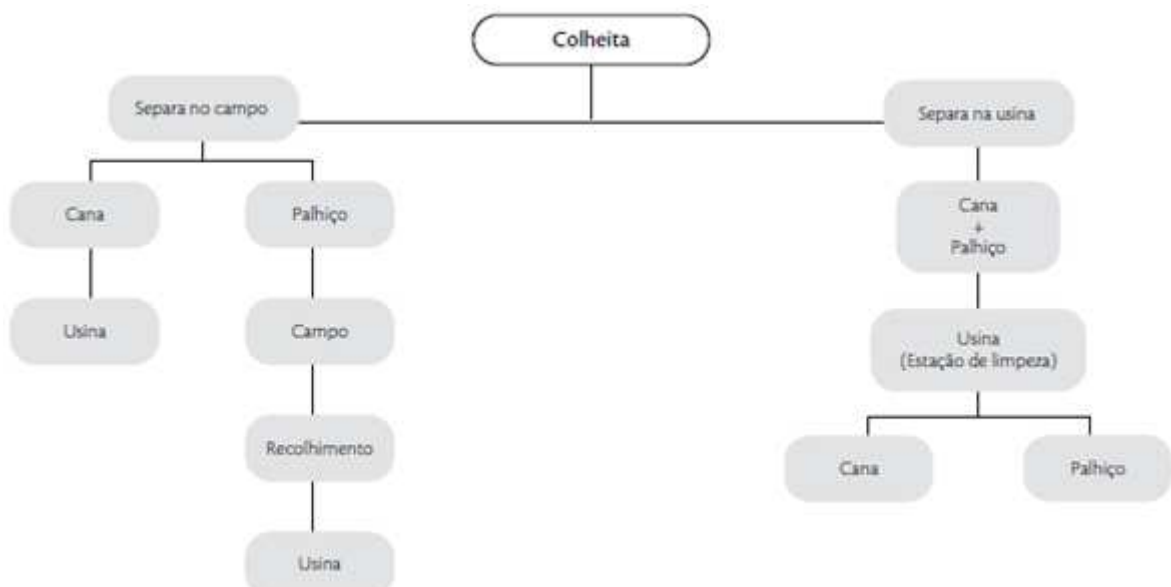 Colheita
Separa no campo
Separa na usina
Cana
Palhiço
Cana
+
Palhiço
Usina
Campo
Usina
(Estação de limpeza)
Recolhimento
Cana
Palhiço
Usina